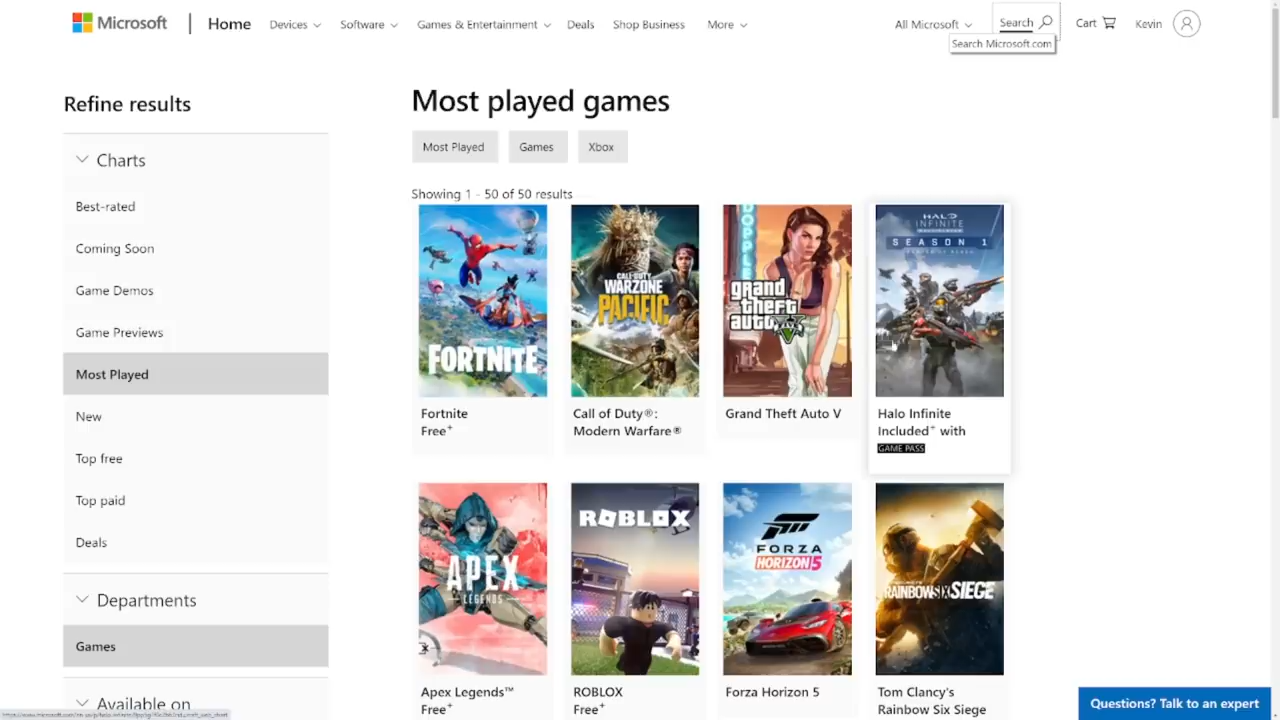 Microsoft
Home
Devices
Software
Games & Entertainment
Deals
Shop Business
More
All Microsoft
Search
Cart
Kevin
Search Microsoft.com
Refine results
Most played games
Charts
Most Played
Games
Xbox
Showing 1 - 50 of 50 results
Best-rated
Coming Soon
Game Demos
Game Previews
Most Played
New
Top free
Top paid
Deals
Departments
Games
Available on
FORTNITE
Fortnite
Free+
CALL OF DUTY
WARZONE
PACIFIC
Call of Duty®:
Modern Warfare®
grand
theft
auto
V
FIVE
Grand Theft Auto V
HALO
INFINITE
SEASON 1
Halo Infinite
Included+ with
GAME PASS
APEX
LEGENDS
Apex Legends™
Free+
ROBLOX
ROBLOX
Free+
FORZA
HORIZON 5
Forza Horizon 5
RAINBOW SIX SIEGE
Tom Clancy's
Rainbow Six Siege
Questions? Talk to an expert